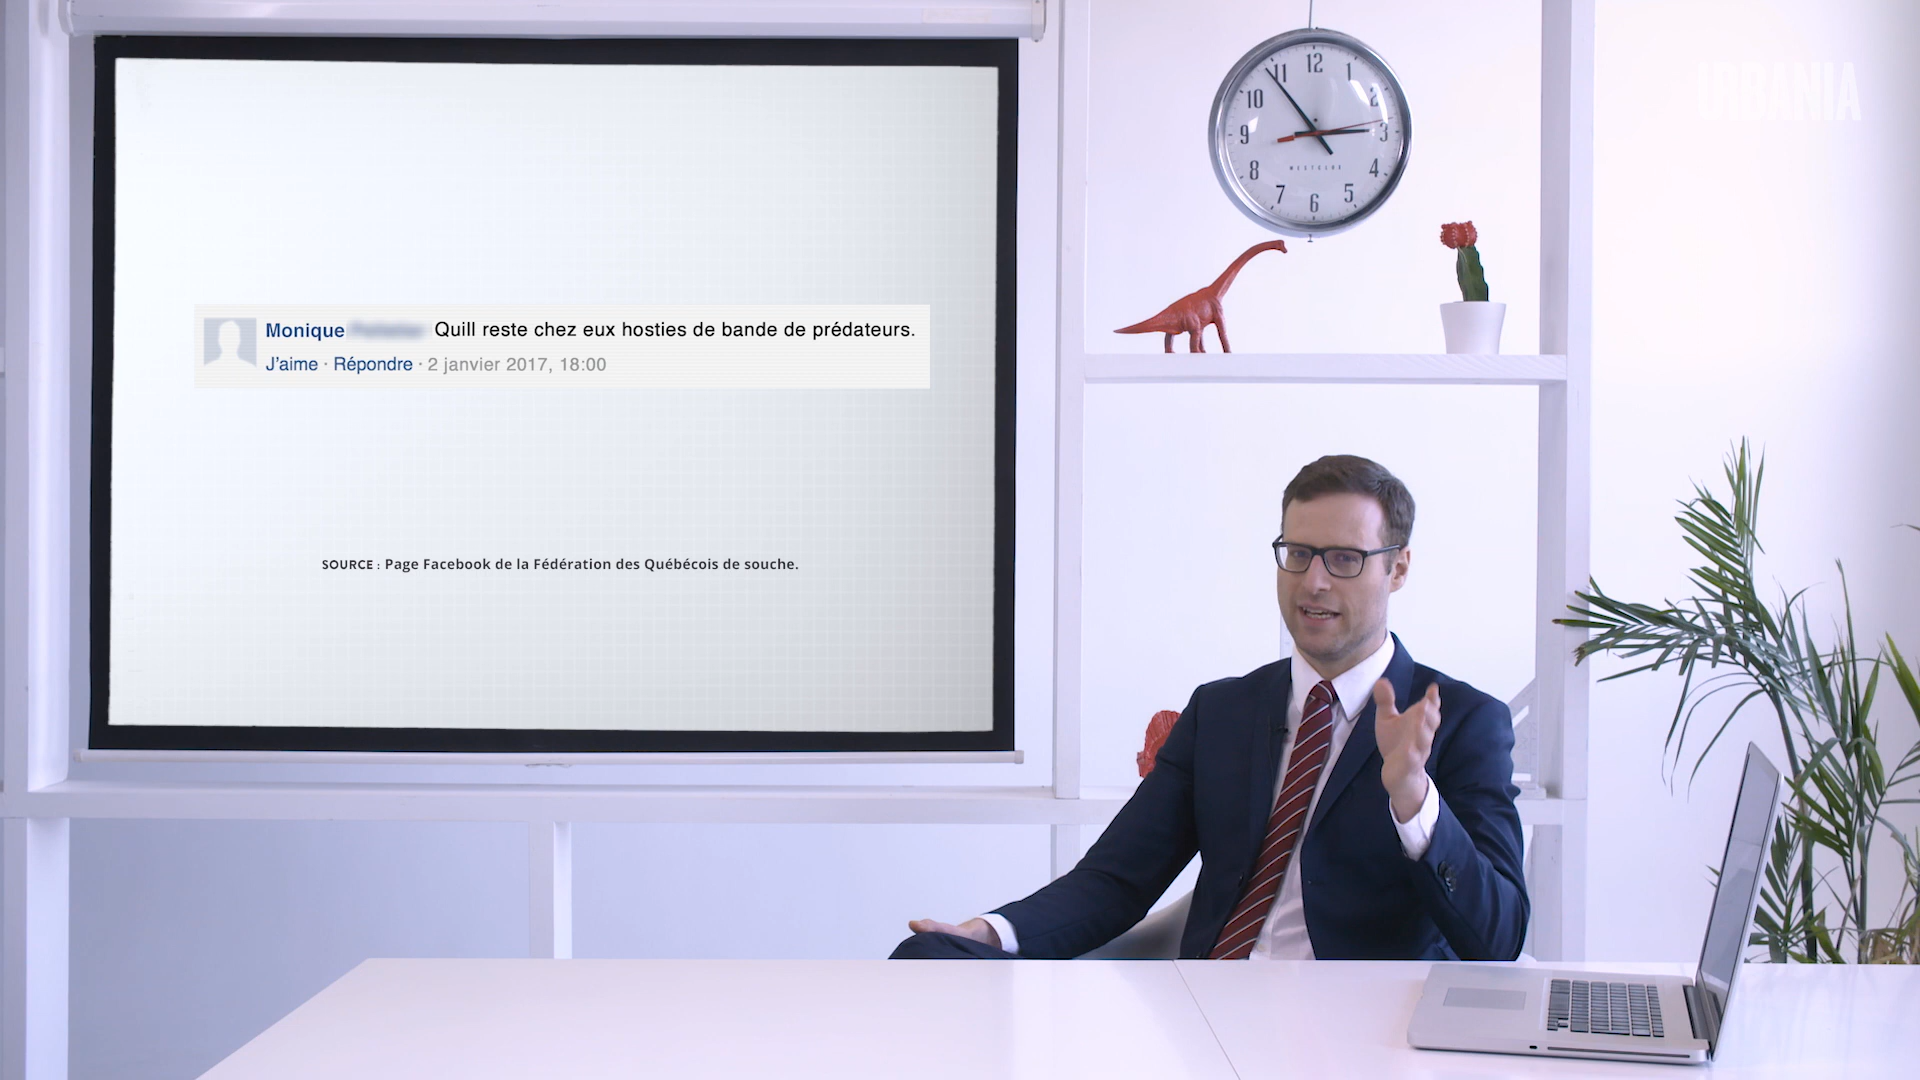 URBANIA
12
11 1
10 2
9 3
8 4
7 5
6
WESTCLOX
Monique Quill reste chez eux hosties de bande de prédateurs.
J'aime · Répondre · 2 janvier 2017, 18:00
SOURCE : Page Facebook de la Fédération des Québécois de souche.